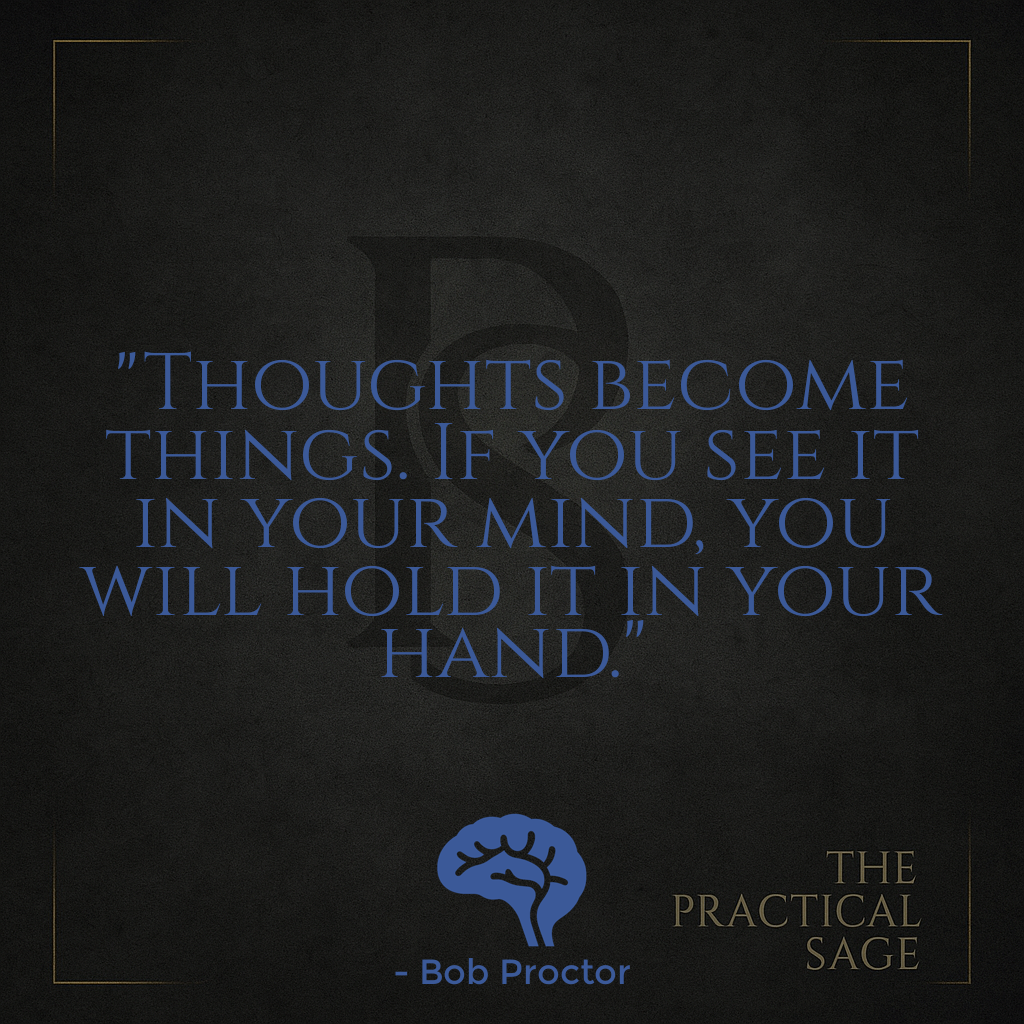 "Thoughts become
things. If you see it
in your mind, you
will hold it in your
hand."
- Bob Proctor
THE
PRACTICAL
SAGE